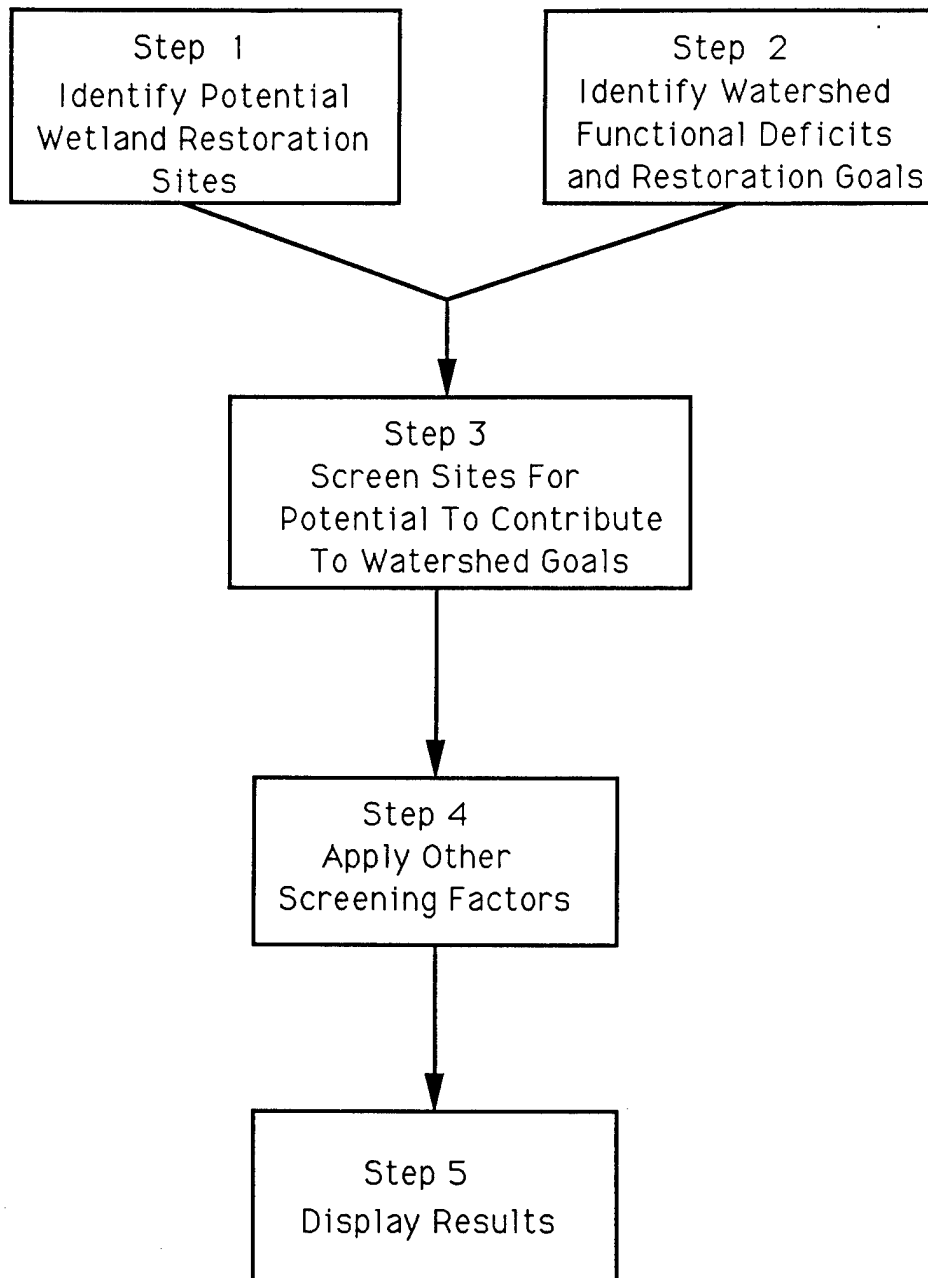 Step 1
Identify Potential
Wetland Restoration
Sites
Step 2
Identify Watershed
Functional Deficits
and Restoration Goals
Step 3
Screen Sites For
Potential To Contribute
To Watershed Goals
Step 4
Apply Other
Screening Factors
Step 5
Display Results